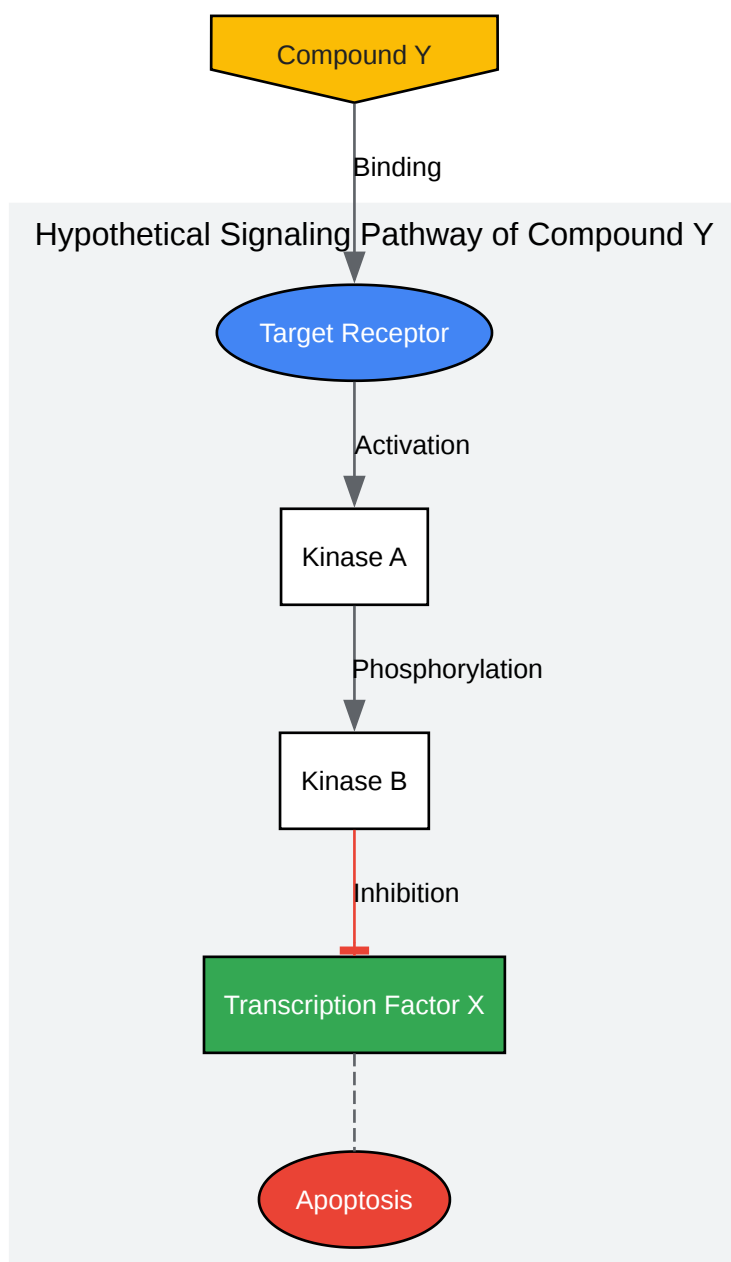 Compound Y
Binding
Hypothetical Signaling Pathway of Compound Y
Target Receptor
Activation
Kinase A
Phosphorylation
Kinase B
Inhibition
Transcription Factor X
Apoptosis